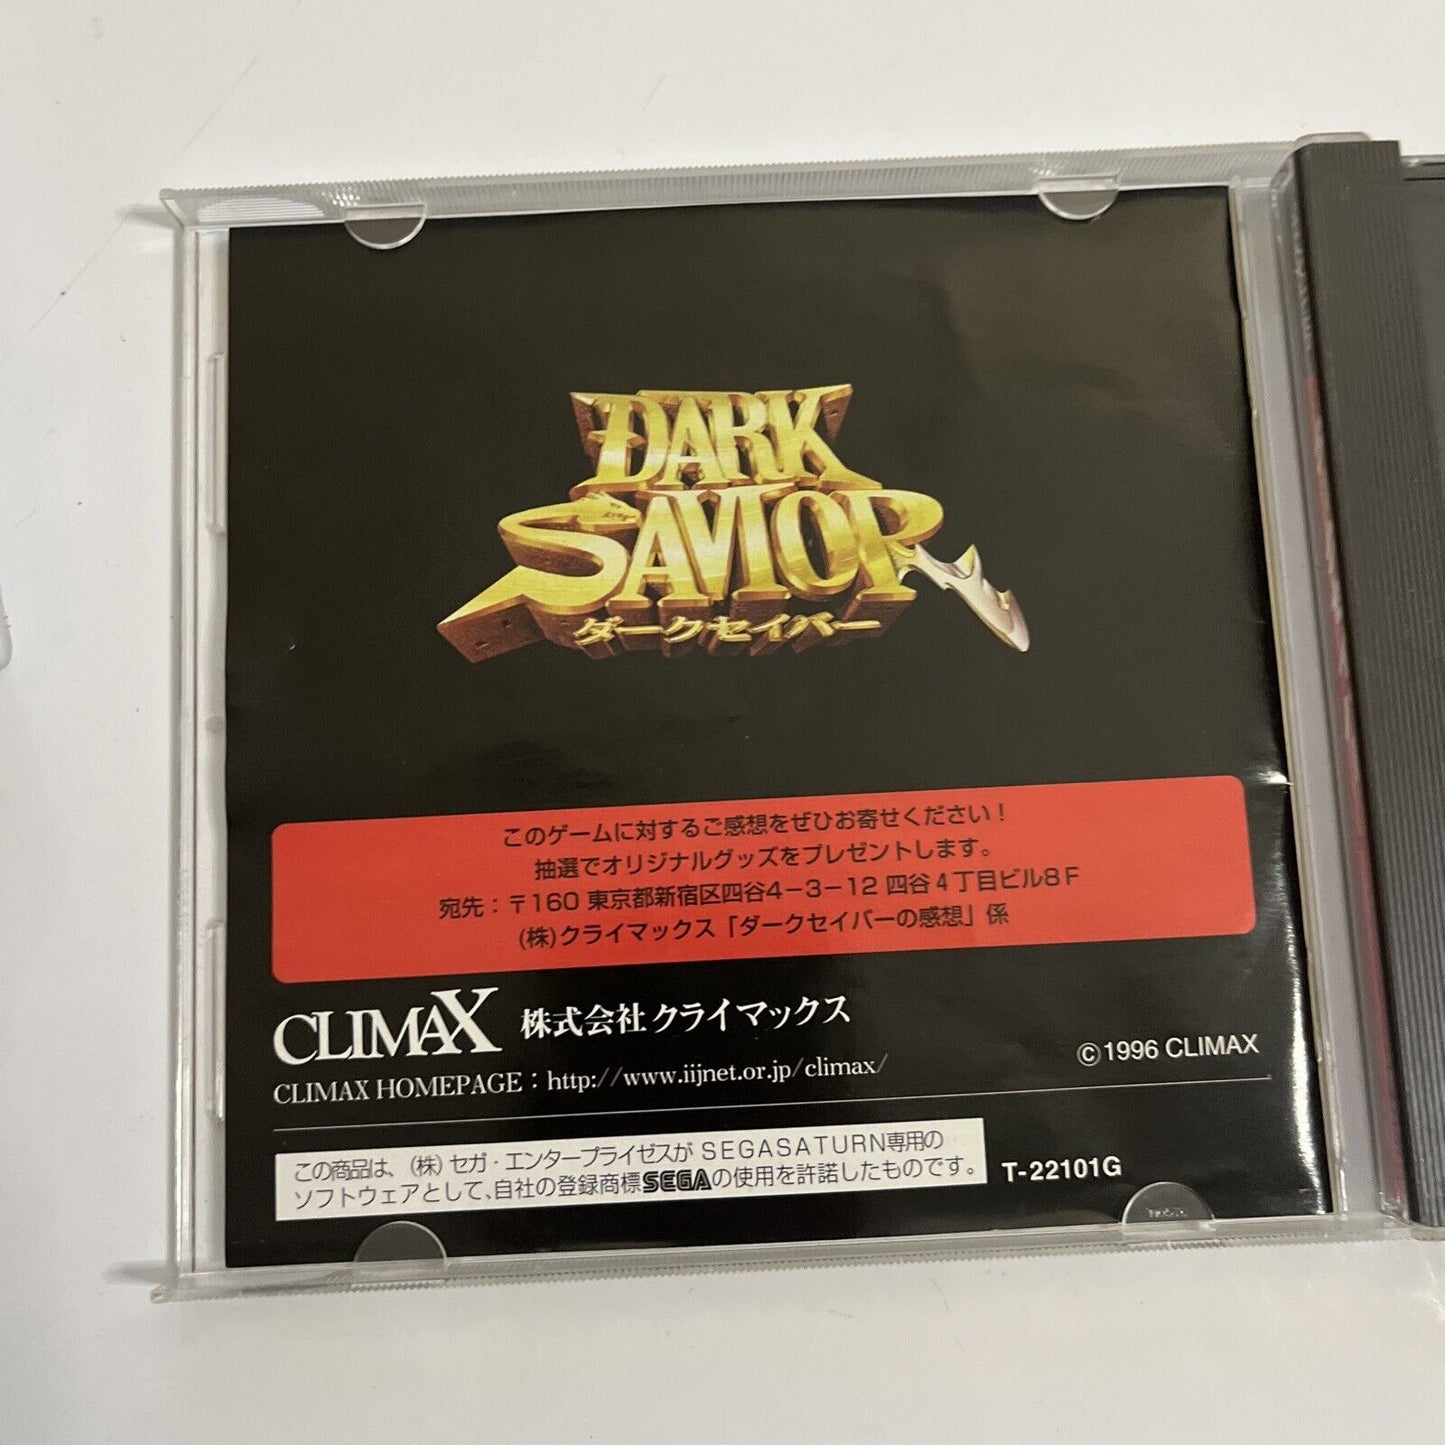 DARK
SAVIOR
ダークセイバー
このゲームに対するご感想をぜひお寄せください！
抽選でオリジナルグッズをプレゼントします。
宛先：〒160 東京都新宿区四谷4－3－12 四谷４丁目ビル8Ｆ
(株)クライマックス「ダークセイバーの感想」係
CLIMAX 株式会社クライマックス
©1996 CLIMAX
CLIMAX HOMEPAGE：http://www.iijnet.or.jp/climax/
この商品は、（株）セガ・エンタープライゼスが ＳＥＧＡＳＡＴＵＲＮ専用の
ソフトウェアとして、自社の登録商標SEGAの使用を許諾したものです。
T-22101G